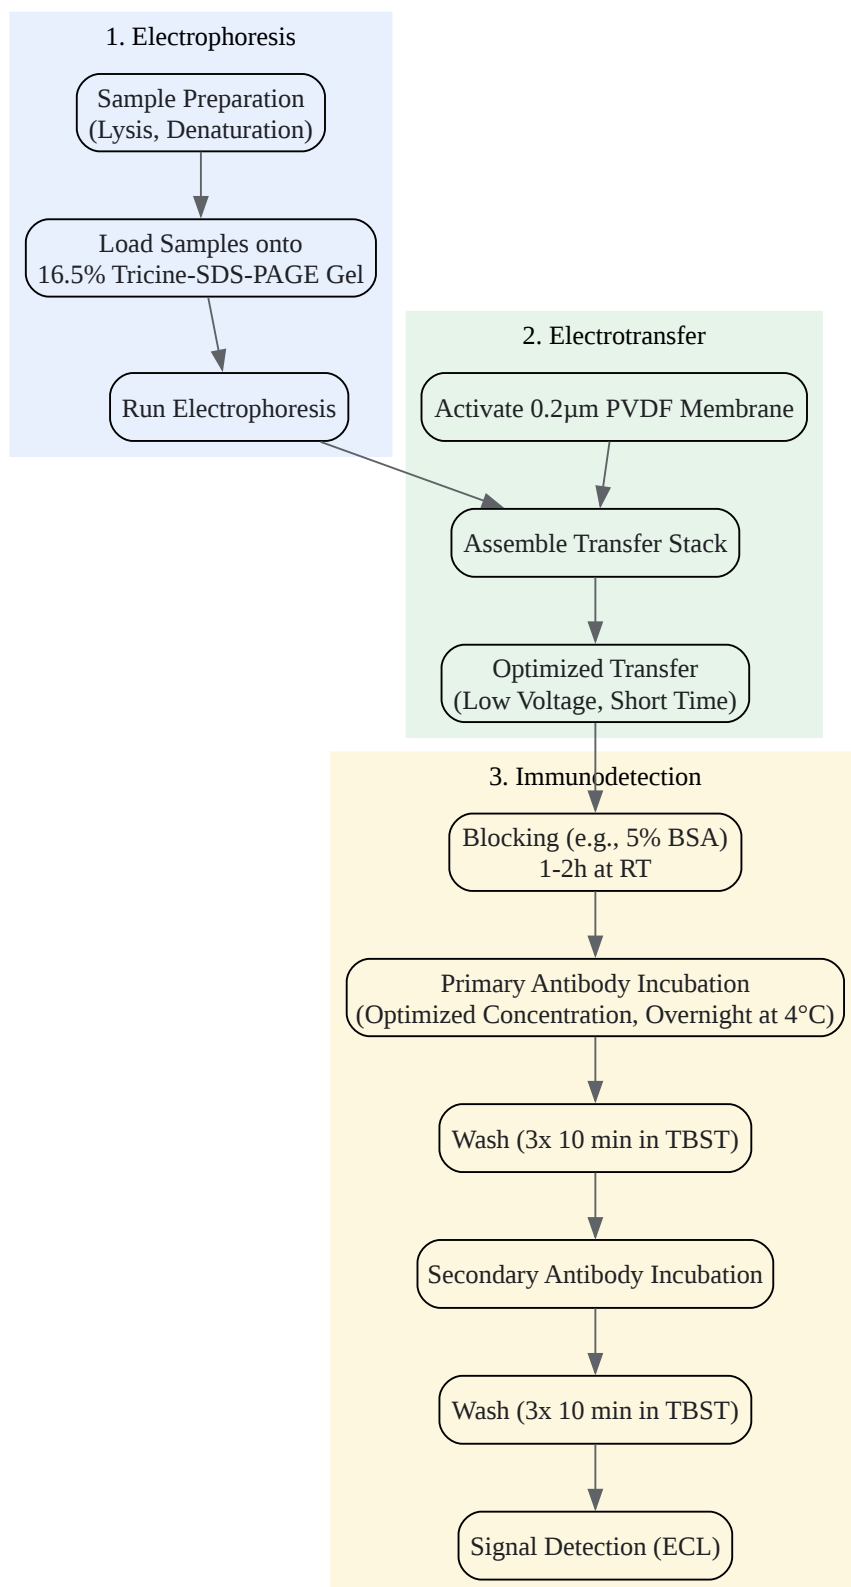 1. Electrophoresis
Sample Preparation
(Lysis, Denaturation)
Load Samples onto
16.5% Tricine-SDS-PAGE Gel
Run Electrophoresis
2. Electrotransfer
Activate 0.2µm PVDF Membrane
Assemble Transfer Stack
Optimized Transfer
(Low Voltage, Short Time)
3. Immunodetection
Blocking (e.g., 5% BSA)
1-2h at RT
Primary Antibody Incubation
(Optimized Concentration, Overnight at 4°C)
Wash (3x 10 min in TBST)
Secondary Antibody Incubation
Wash (3x 10 min in TBST)
Signal Detection (ECL)